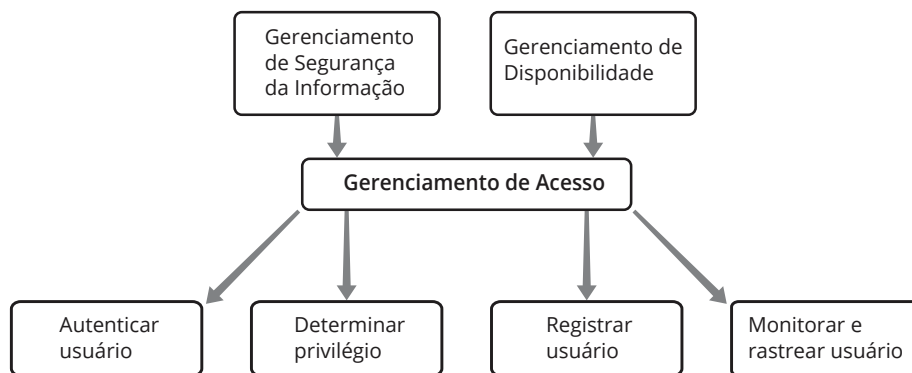 Gerenciamento
de Segurança
da Informação
Gerenciamento de
Disponibilidade
Gerenciamento de Acesso
Autenticar
usuário
Determinar
privilégio
Registrar
usuário
Monitorar e
rastrear usuário